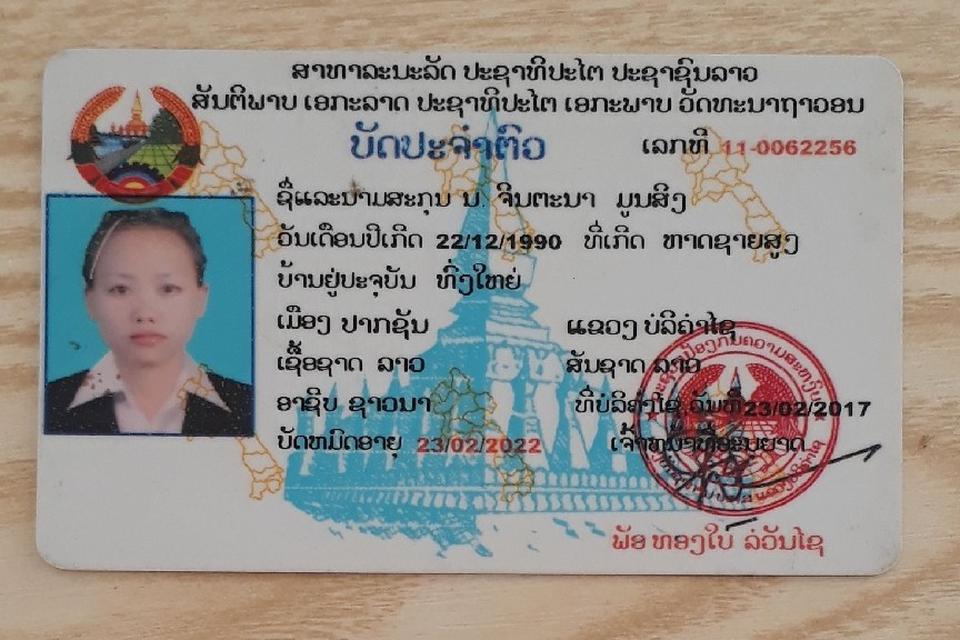 ສາທາລະນະລັດ ປະຊາທິປະໄຕ ປະຊາຊົນລາວ
ສັນຕິພາບ ເອກະລາດ ປະຊາທິປະໄຕ ເອກະພາບ ວັດທະນາຖາວອນ
ບັດປະຈຳຕົວ ເລກທີ 11-0062256
ຊື່ແລະນາມສະກຸນ ນ. ຈິນຕະນາ ມູນສິງ
ວັນເດືອນປີເກີດ 22/12/1990 ທີ່ເກີດ ຫາດຊາຍສູງ
ບ້ານຢູ່ປະຈຸບັນ ທົ່ງໃຫຍ່
ເມືອງ ປາກຊັນ ແຂວງ ບໍລິຄຳໄຊ
ເຊື້ອຊາດ ລາວ ສັນຊາດ ລາວ
ອາຊີບ ຊາວນາ ທີ່ບໍລິຄຳໄຊ ວັນທີ 23/02/2017
ບັດຫມົດອາຍຸ 23/02/2022 ເຈົ້າຫນ້າທີ່ອະນຸຍາດ
ພັອ ທອງໃບ ລ່ວັນໄຊ